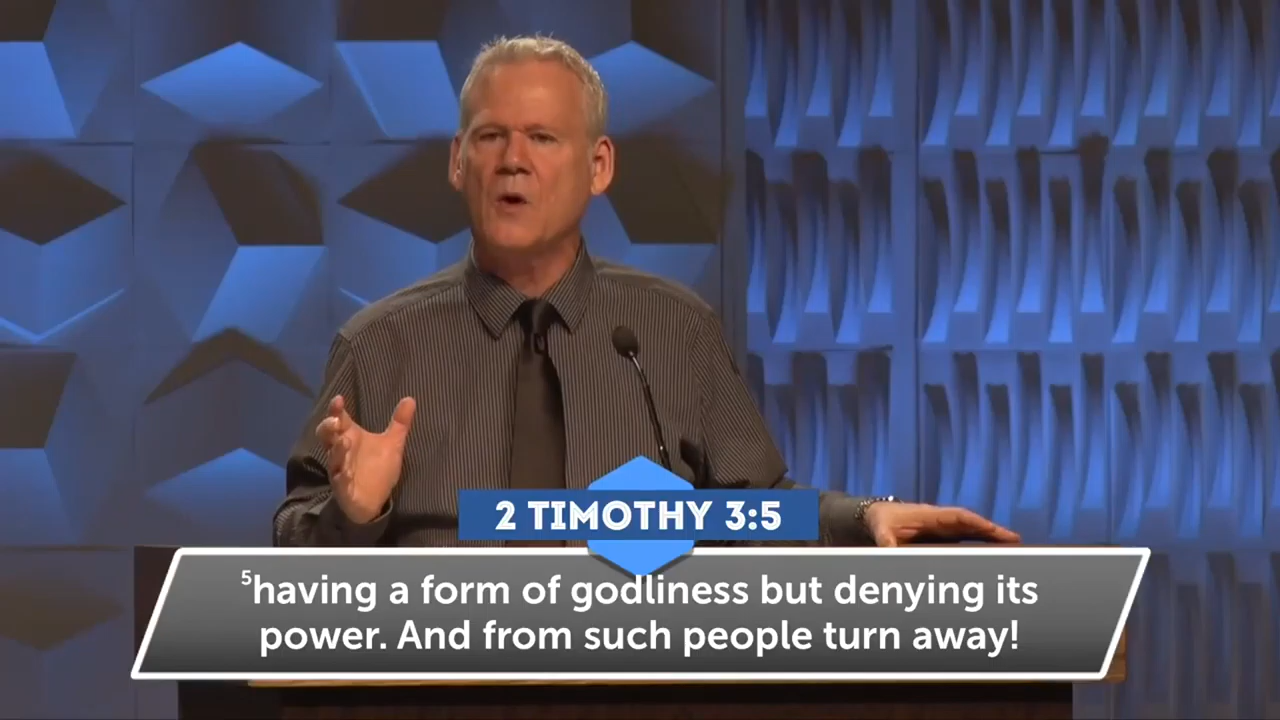 2 TIMOTHY 3:5
⁵having a form of godliness but denying its
power. And from such people turn away!